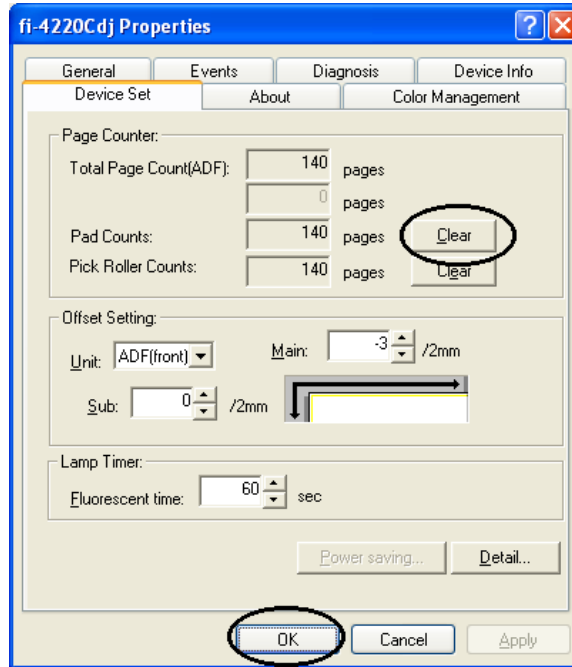 fi-4220Cdj Properties
General Events Diagnosis Device Info
Device Set About Color Management
Page Counter:
Total Page Count(ADF): 140 pages
0 pages
Pad Counts: 140 pages Clear
Pick Roller Counts: 140 pages Clear
Offset Setting:
Unit: ADF(front) Main: -3 /2mm
Sub: 0 /2mm
Lamp Timer:
Fluorescent time: 60 sec
Power saving... Detail...
OK Cancel Apply